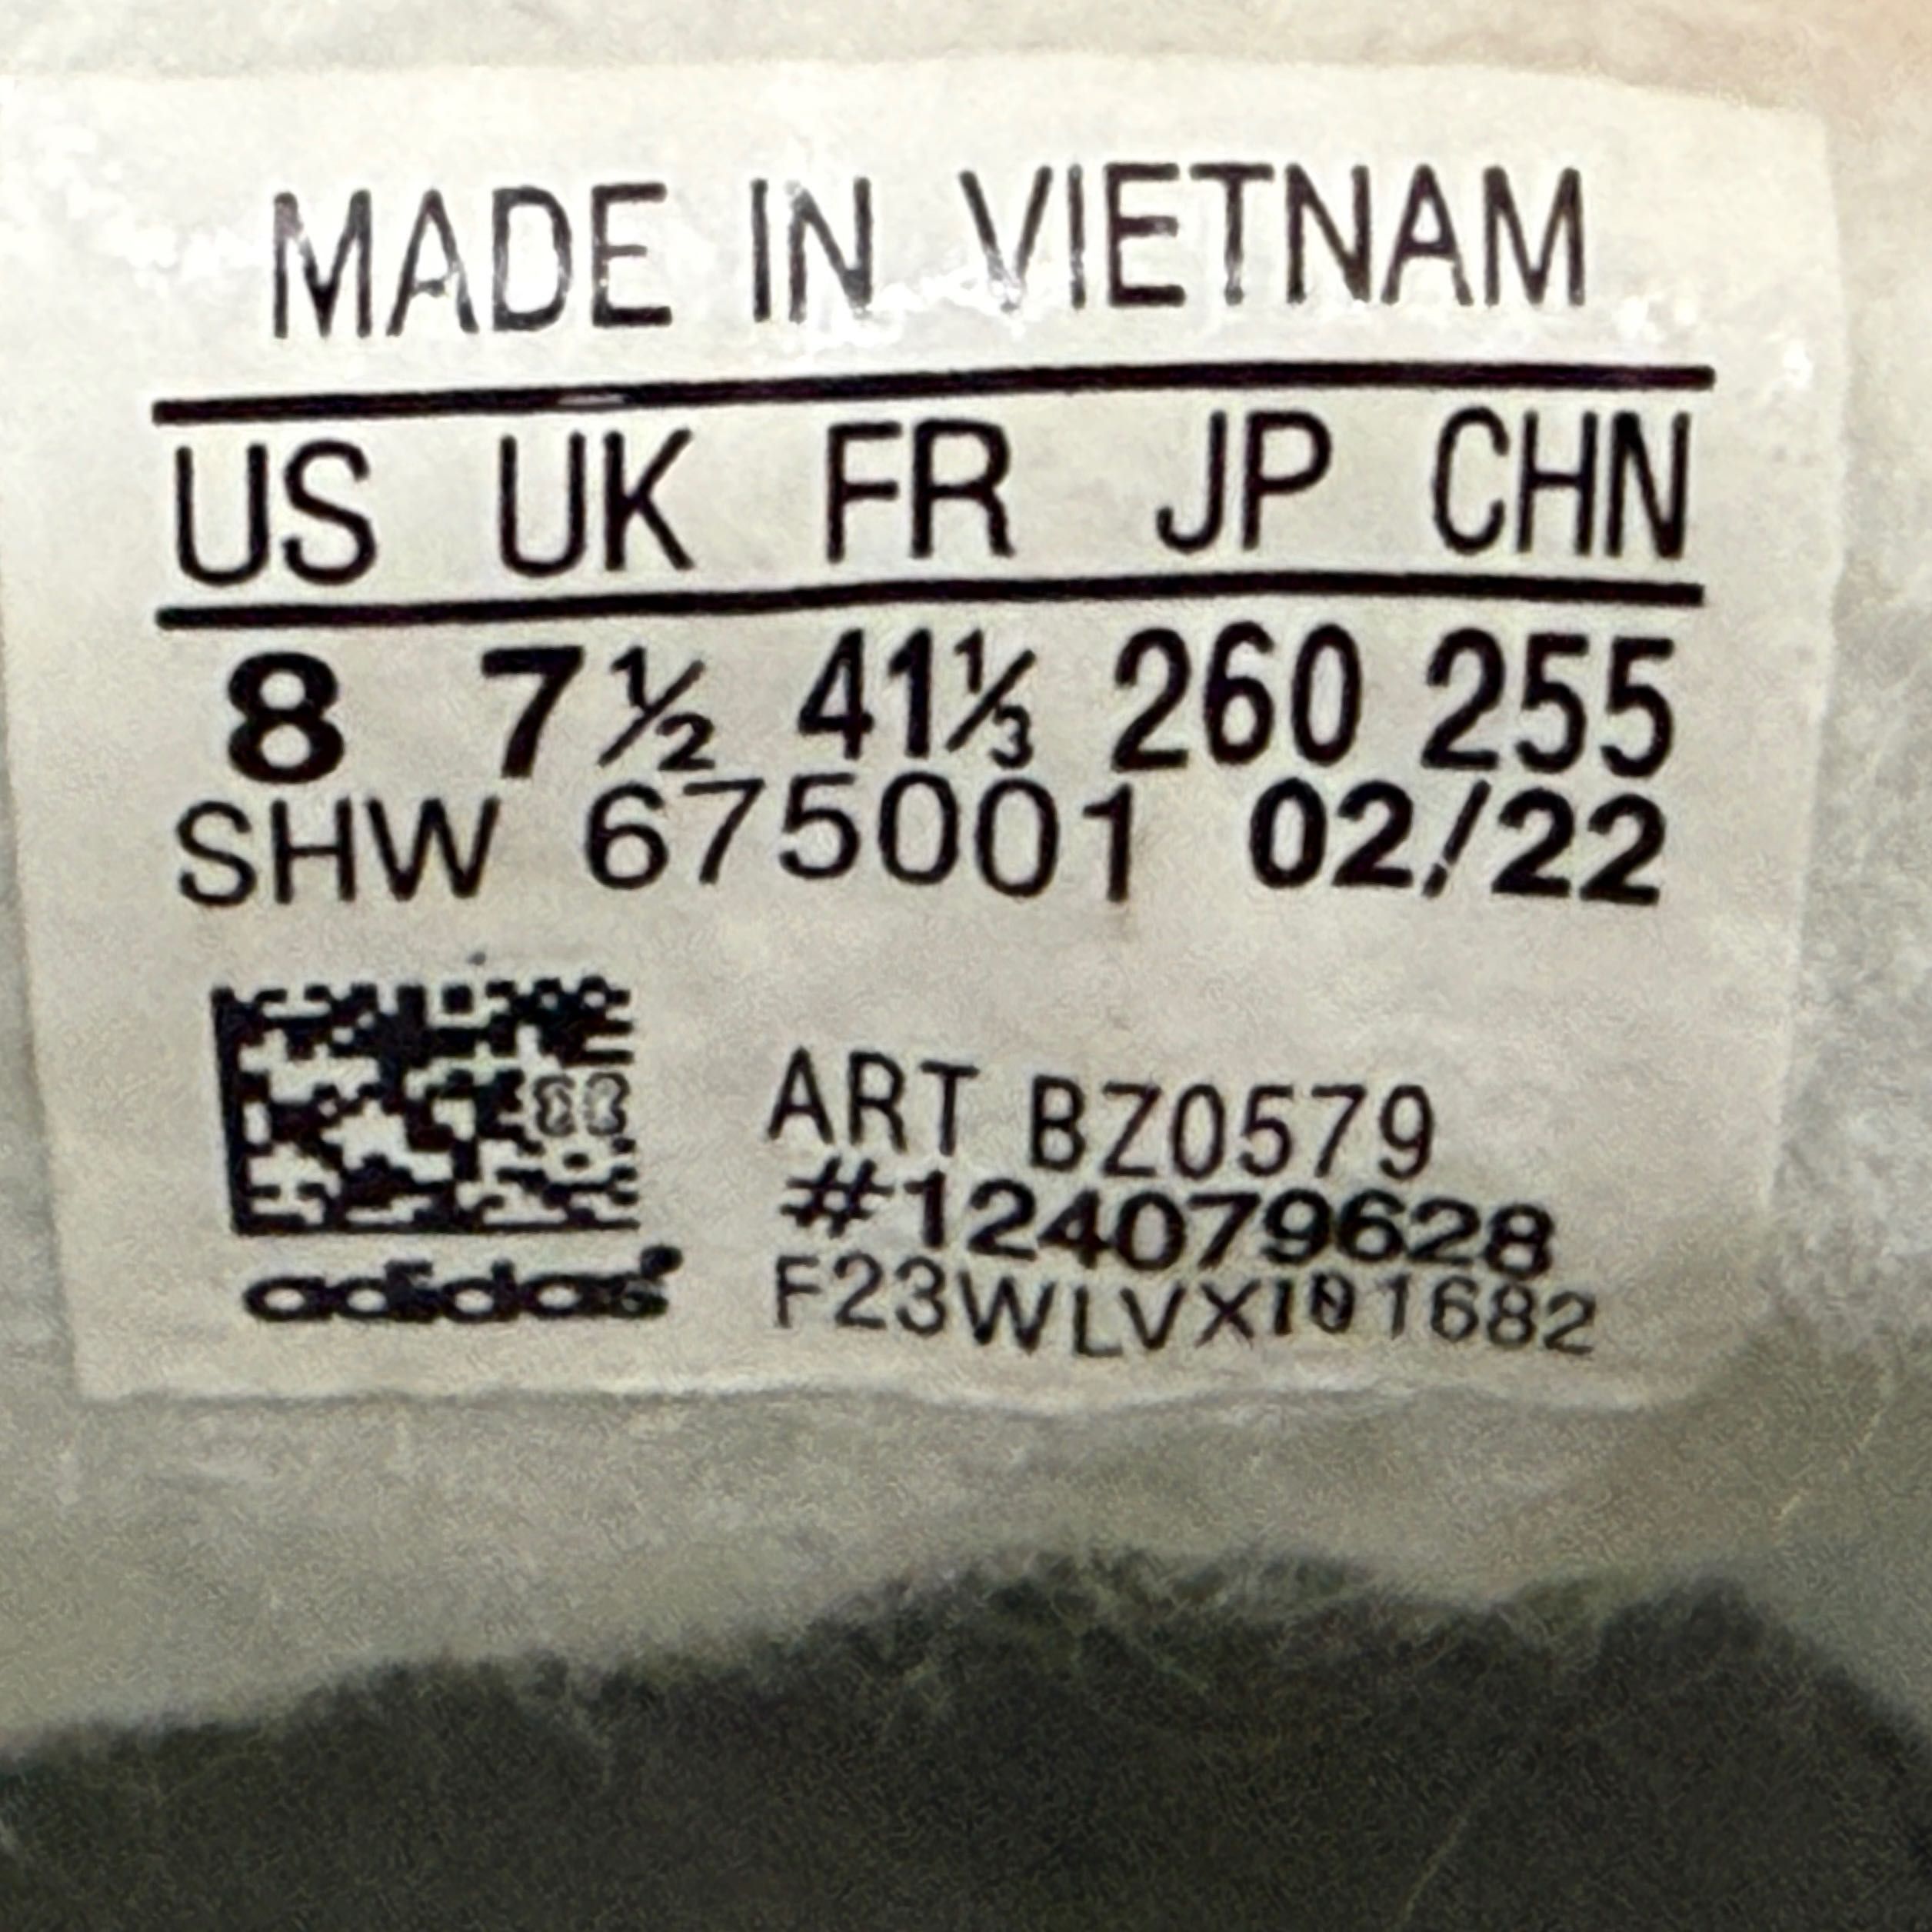 MADE IN VIETNAM
US UK FR JP CHN
8 7½ 41⅓ 260 255
SHW 675001 02/22
ART BZ0579
#124079628
adidas
F23WLVXI01682